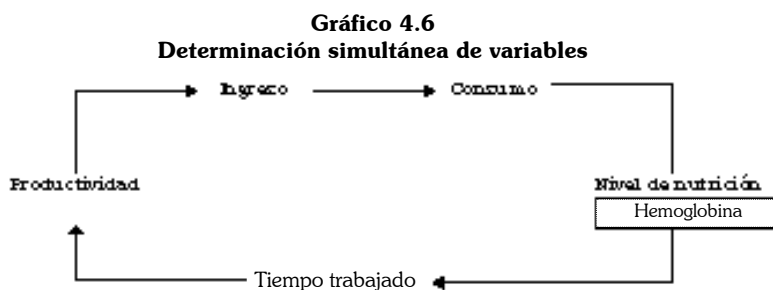 Gráfico 4.6
Determinación simultánea de variables
Ingreso
Consumo
Productividad
Nivel de nutrición
Hemoglobina
Tiempo trabajado